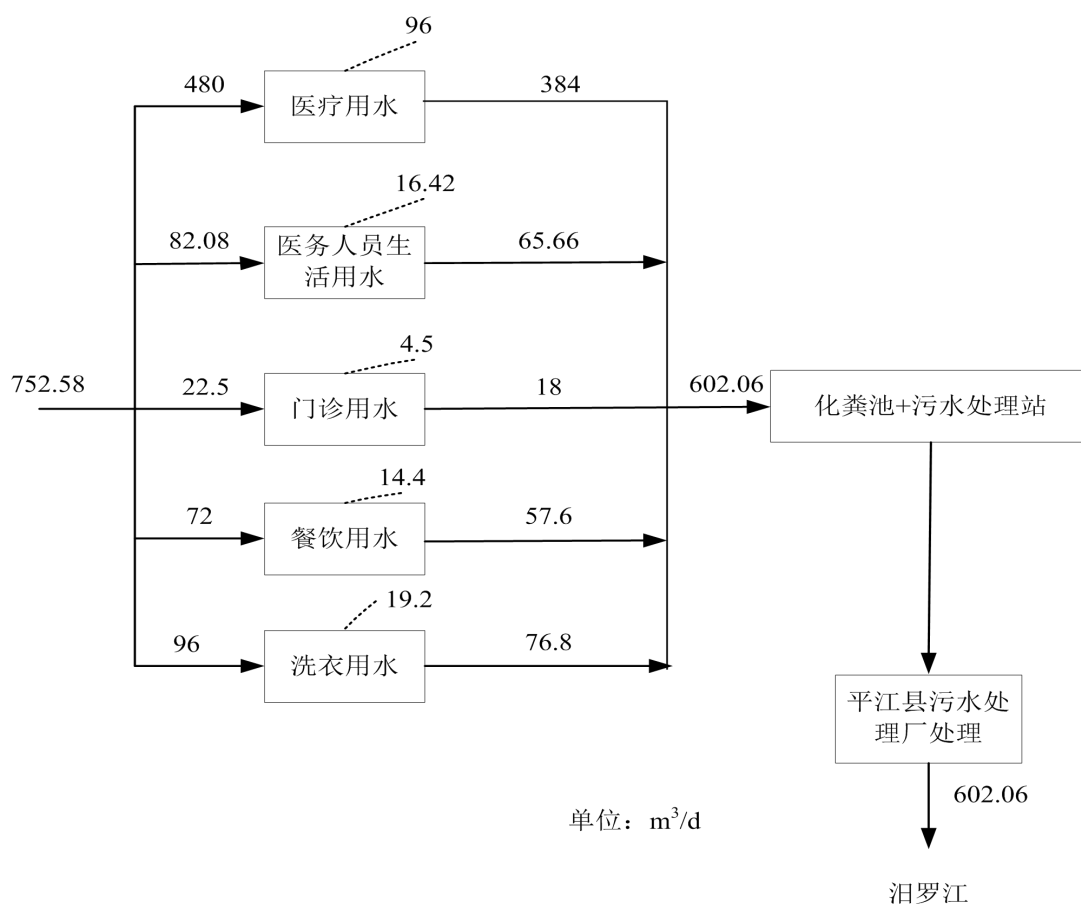 96
480
医疗用水
384
16.42
82.08
医务人员生
活用水
65.66
4.5
752.58
22.5
门诊用水
18
602.06
化粪池+污水处理站
14.4
72
餐饮用水
57.6
19.2
96
洗衣用水
76.8
平江县污水处
理厂处理
602.06
单位：m³/d
汨罗江